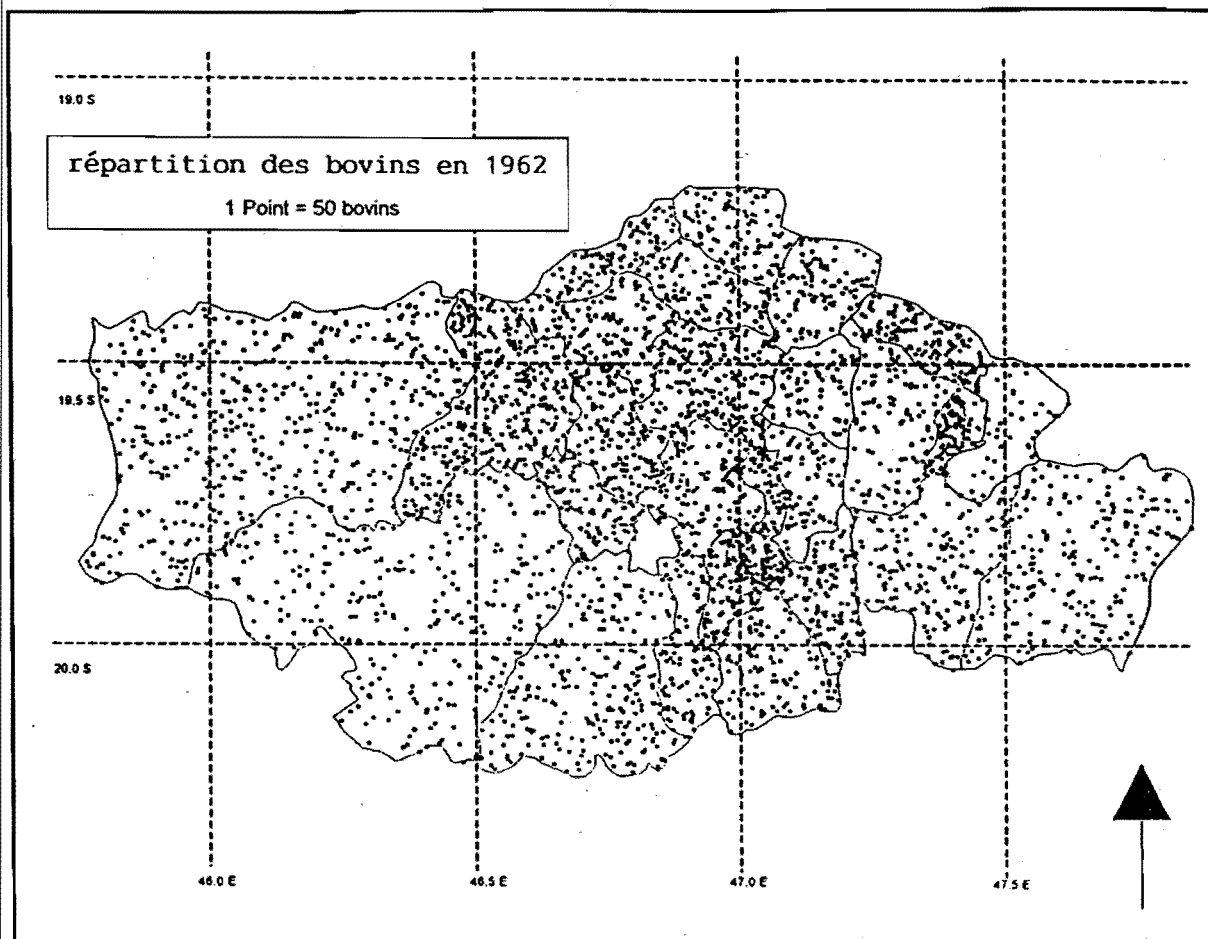 19.0 S
répartition des bovins en 1962
1 Point = 50 bovins
19.5 S
20.0 S
46.0 E
46.5 E
47.0 E
47.5 E